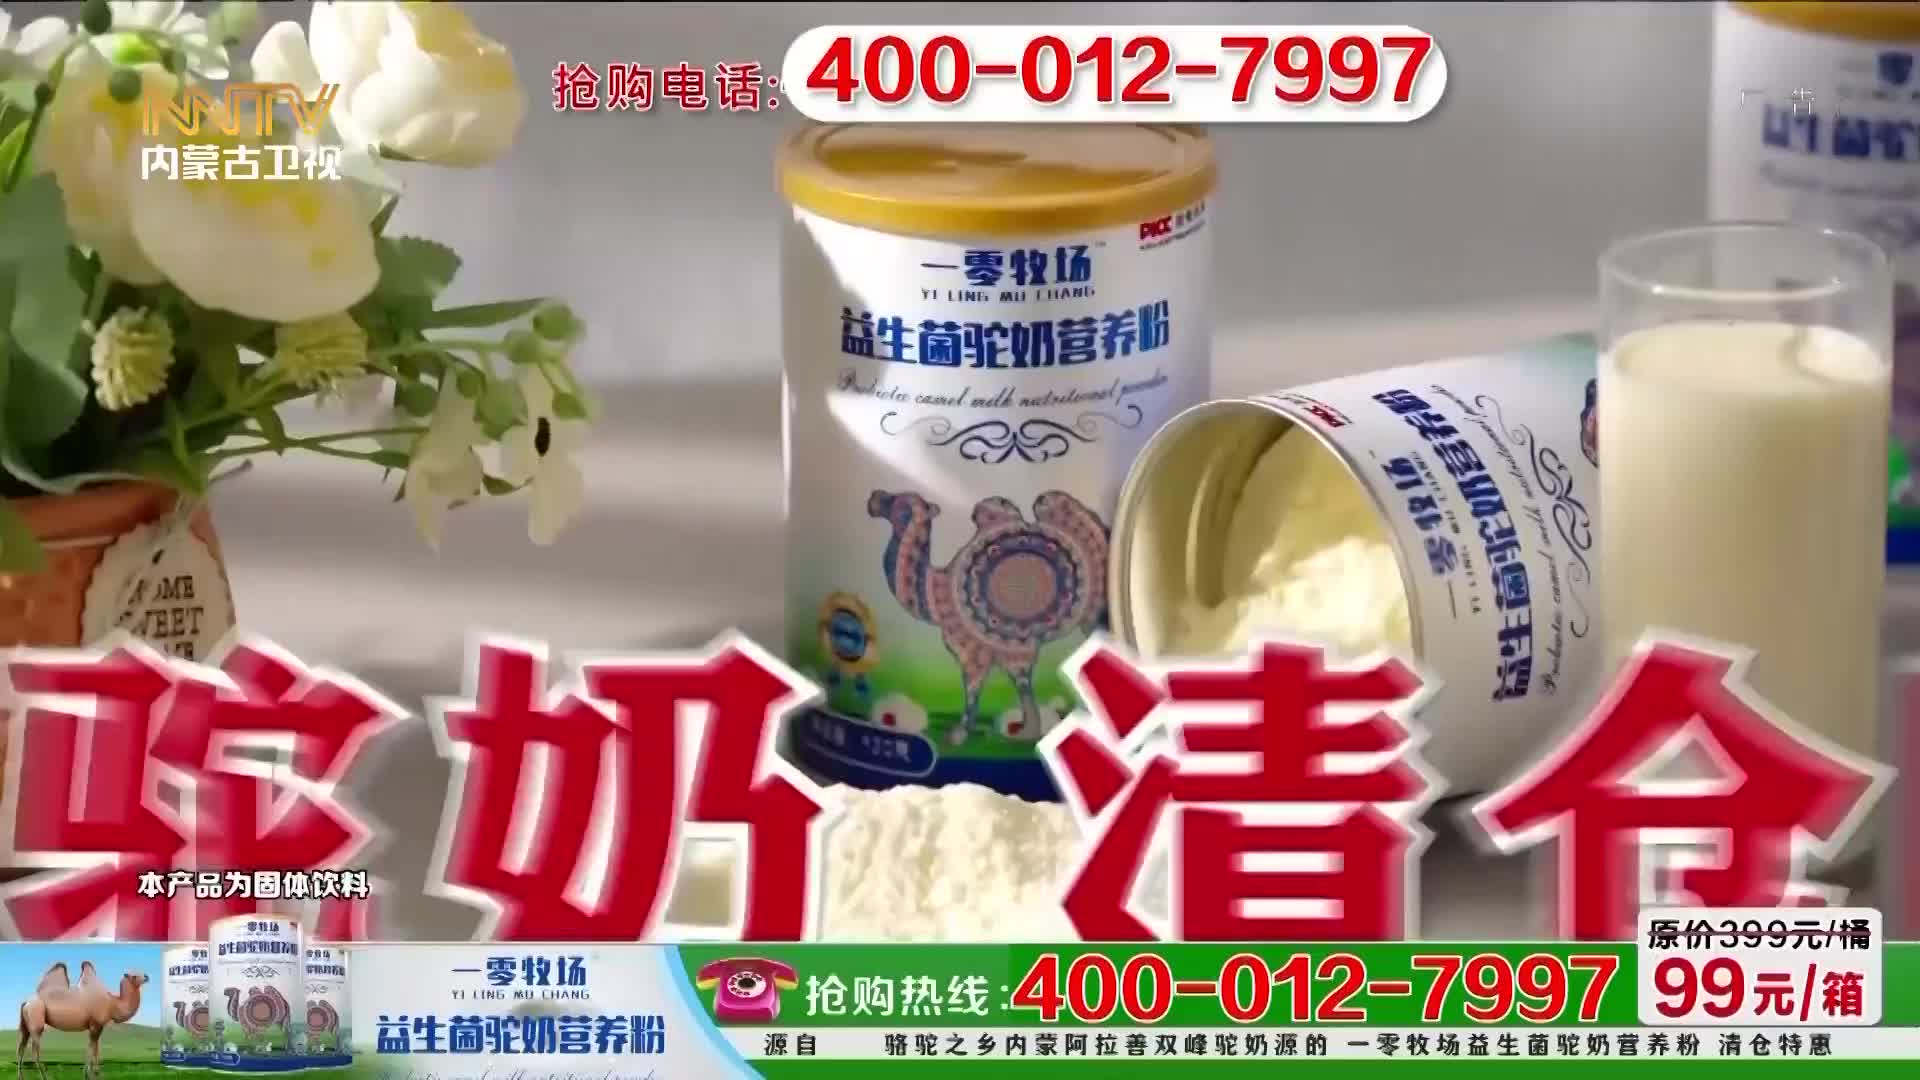 NNTV
内蒙古卫视
抢购电话:400-012-7997
广告
一零牧场
YI LING MU CHANG
益生菌驼奶营养粉
Probiotic camel milk nutritional powder
PICC
HOME
SWEET
驼奶清仓
本产品为固体饮料
一零牧场
YI LING MU CHANG
益生菌驼奶营养粉
抢购热线:400-012-7997
原价399元/桶
99元/箱
源自 骆驼之乡内蒙阿拉善双峰驼奶源的 一零牧场益生菌驼奶营养粉 清仓特惠